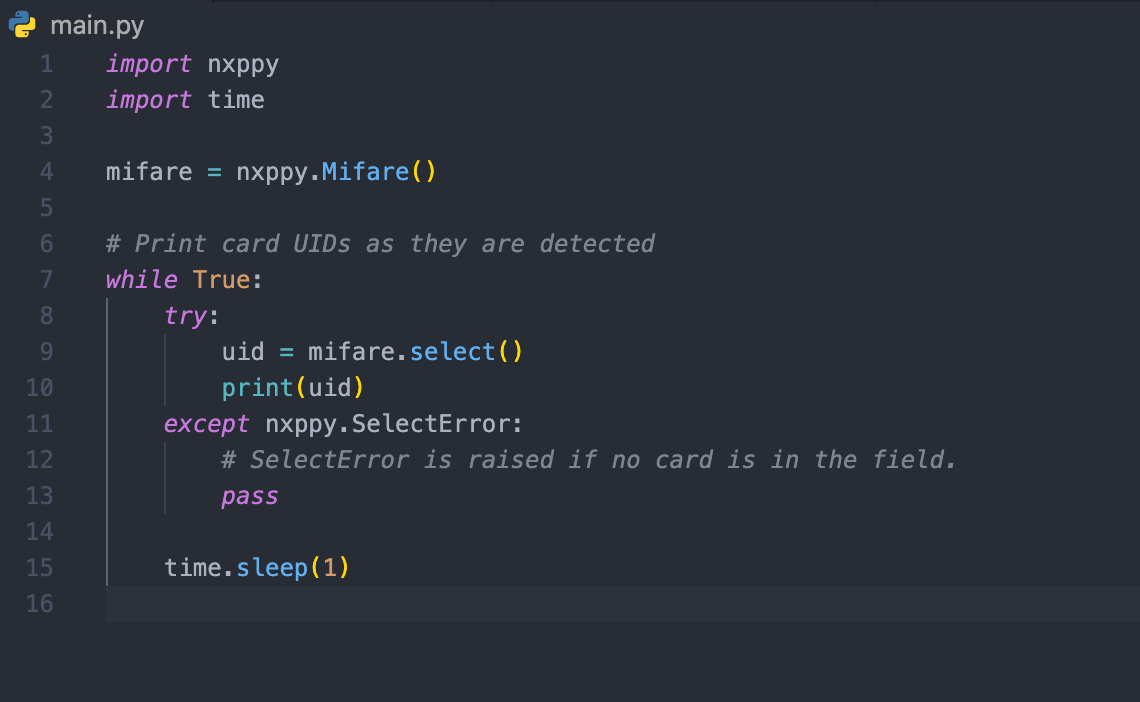 main.py
1 import nxppy
2 import time
3
4 mifare = nxppy.Mifare()
5
6 # Print card UIDs as they are detected
7 while True:
8     try:
9         uid = mifare.select()
10         print(uid)
11     except nxppy.SelectError:
12         # SelectError is raised if no card is in the field.
13         pass
14
15     time.sleep(1)
16